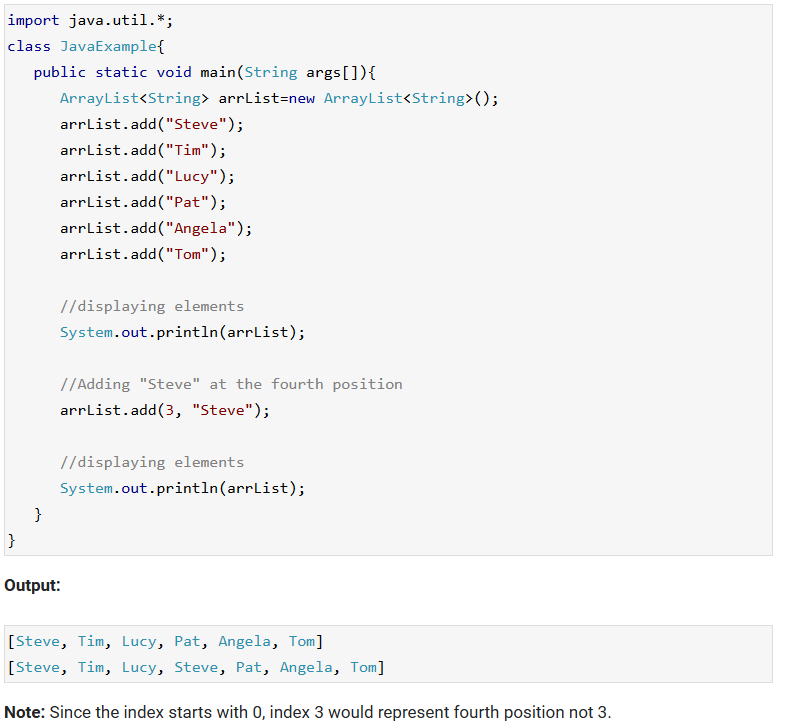 import java.util.*;
class JavaExample{
   public static void main(String args[]){
      ArrayList<String> arrList=new ArrayList<String>();
      arrList.add("Steve");
      arrList.add("Tim");
      arrList.add("Lucy");
      arrList.add("Pat");
      arrList.add("Angela");
      arrList.add("Tom");

      //displaying elements
      System.out.println(arrList);

      //Adding "Steve" at the fourth position
      arrList.add(3, "Steve");

      //displaying elements
      System.out.println(arrList);
   }
}
Output:
[Steve, Tim, Lucy, Pat, Angela, Tom]
[Steve, Tim, Lucy, Steve, Pat, Angela, Tom]
Note: Since the index starts with 0, index 3 would represent fourth position not 3.